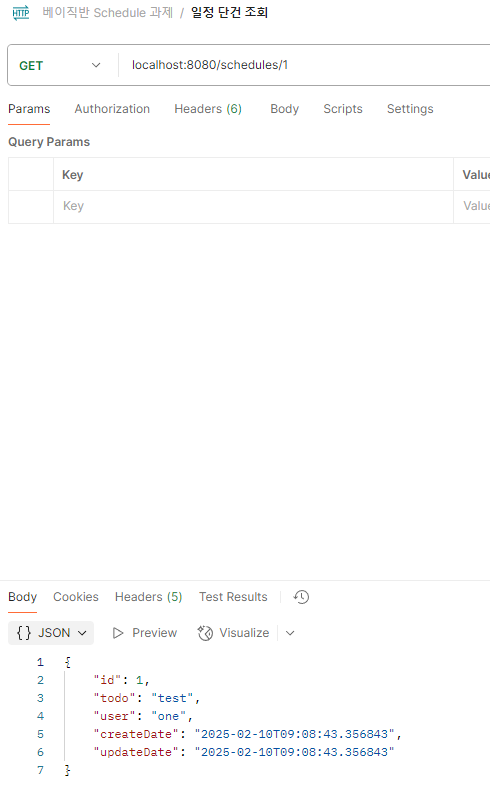 HTTP 베이직반 Schedule 과제 / 일정 단건 조회
GET localhost:8080/schedules/1
Params Authorization Headers (6) Body Scripts Settings
Query Params
Key Value
Key Value
Body Cookies Headers (5) Test Results
{} JSON Preview Visualize
1 {
2 "id": 1,
3 "todo": "test",
4 "user": "one",
5 "createDate": "2025-02-10T09:08:43.356843",
6 "updateDate": "2025-02-10T09:08:43.356843"
7 }